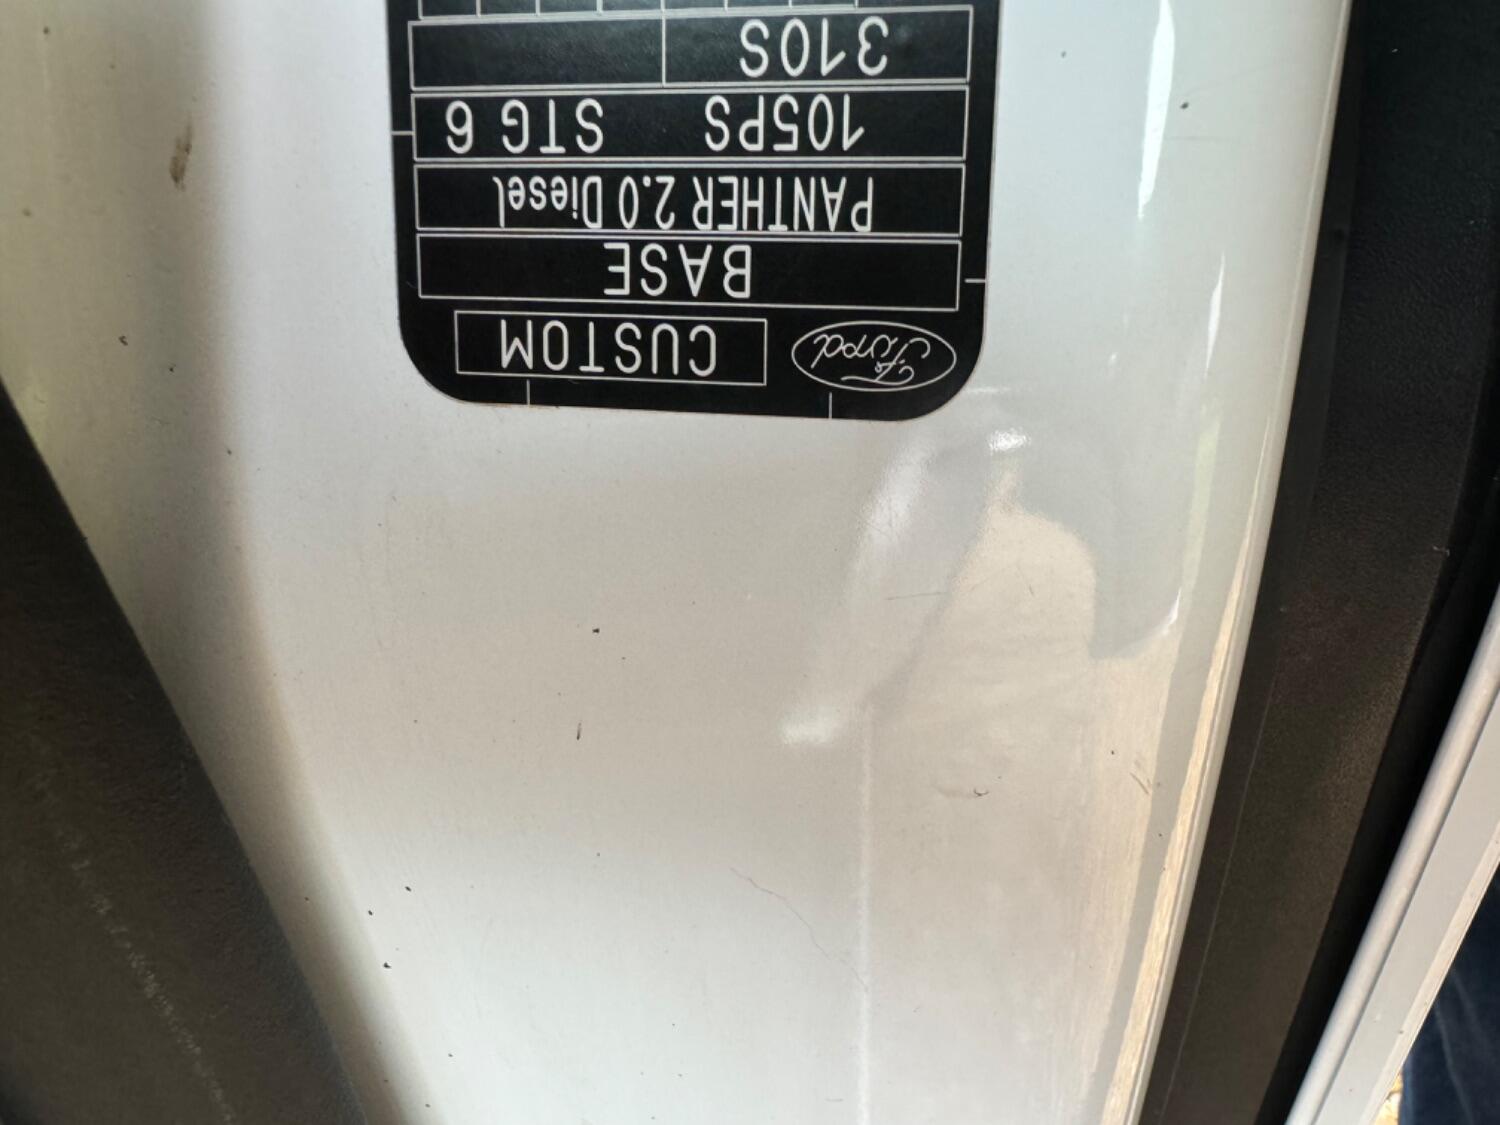 Ford CUSTOM
BASE
PANTHER 2.0 Diesel
105PS STG 6
310S